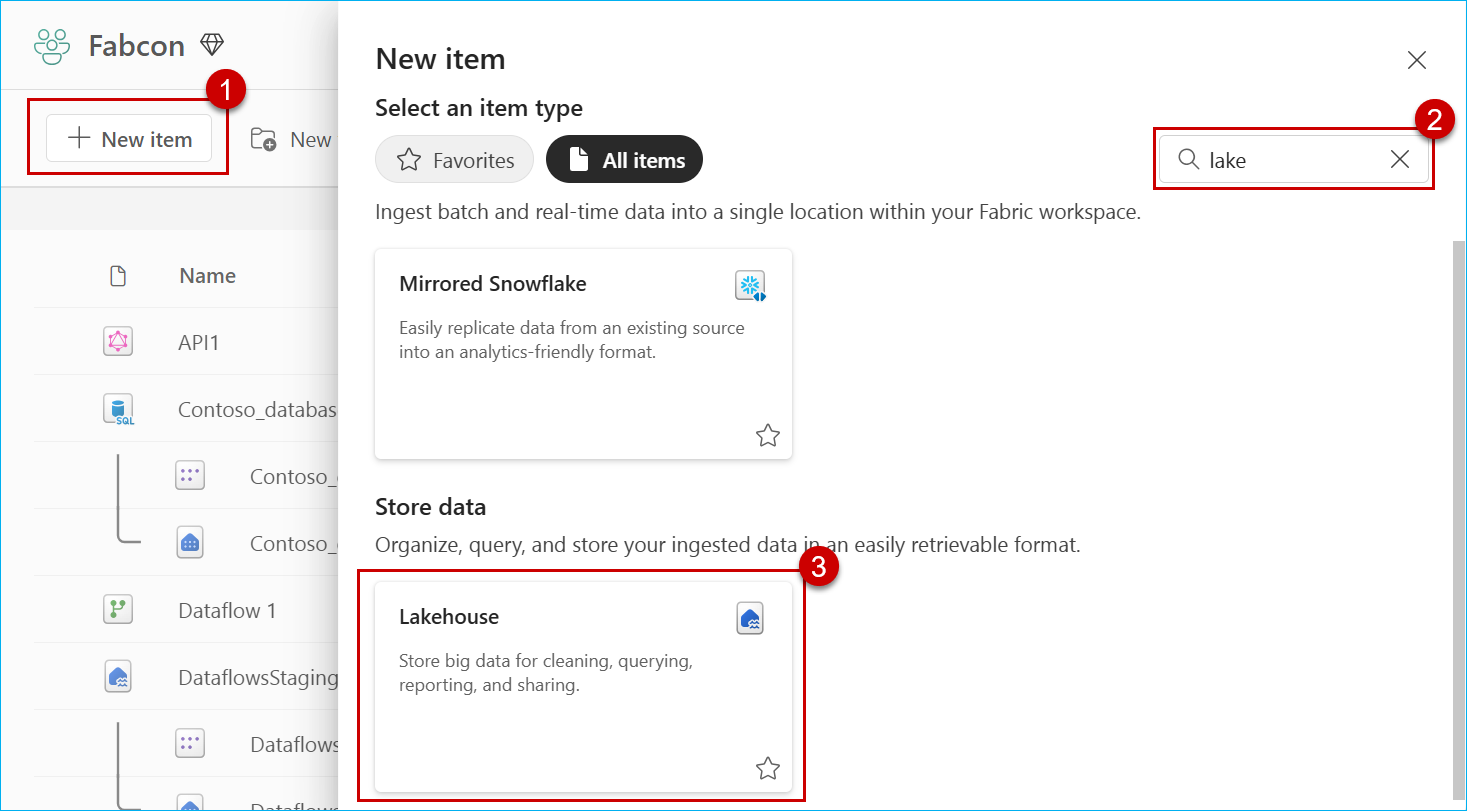 Fabcon
1
New item
New
Name
API1
Contoso_databas
SQL
Contoso_
Contoso_
Dataflow 1
DataflowsStaging
Dataflows
Dataflows
New item
Select an item type
Favorites
All items
2
lake
Ingest batch and real-time data into a single location within your Fabric workspace.
Mirrored Snowflake
Easily replicate data from an existing source
into an analytics-friendly format.
Store data
Organize, query, and store your ingested data in an easily retrievable format.
3
Lakehouse
Store big data for cleaning, querying,
reporting, and sharing.